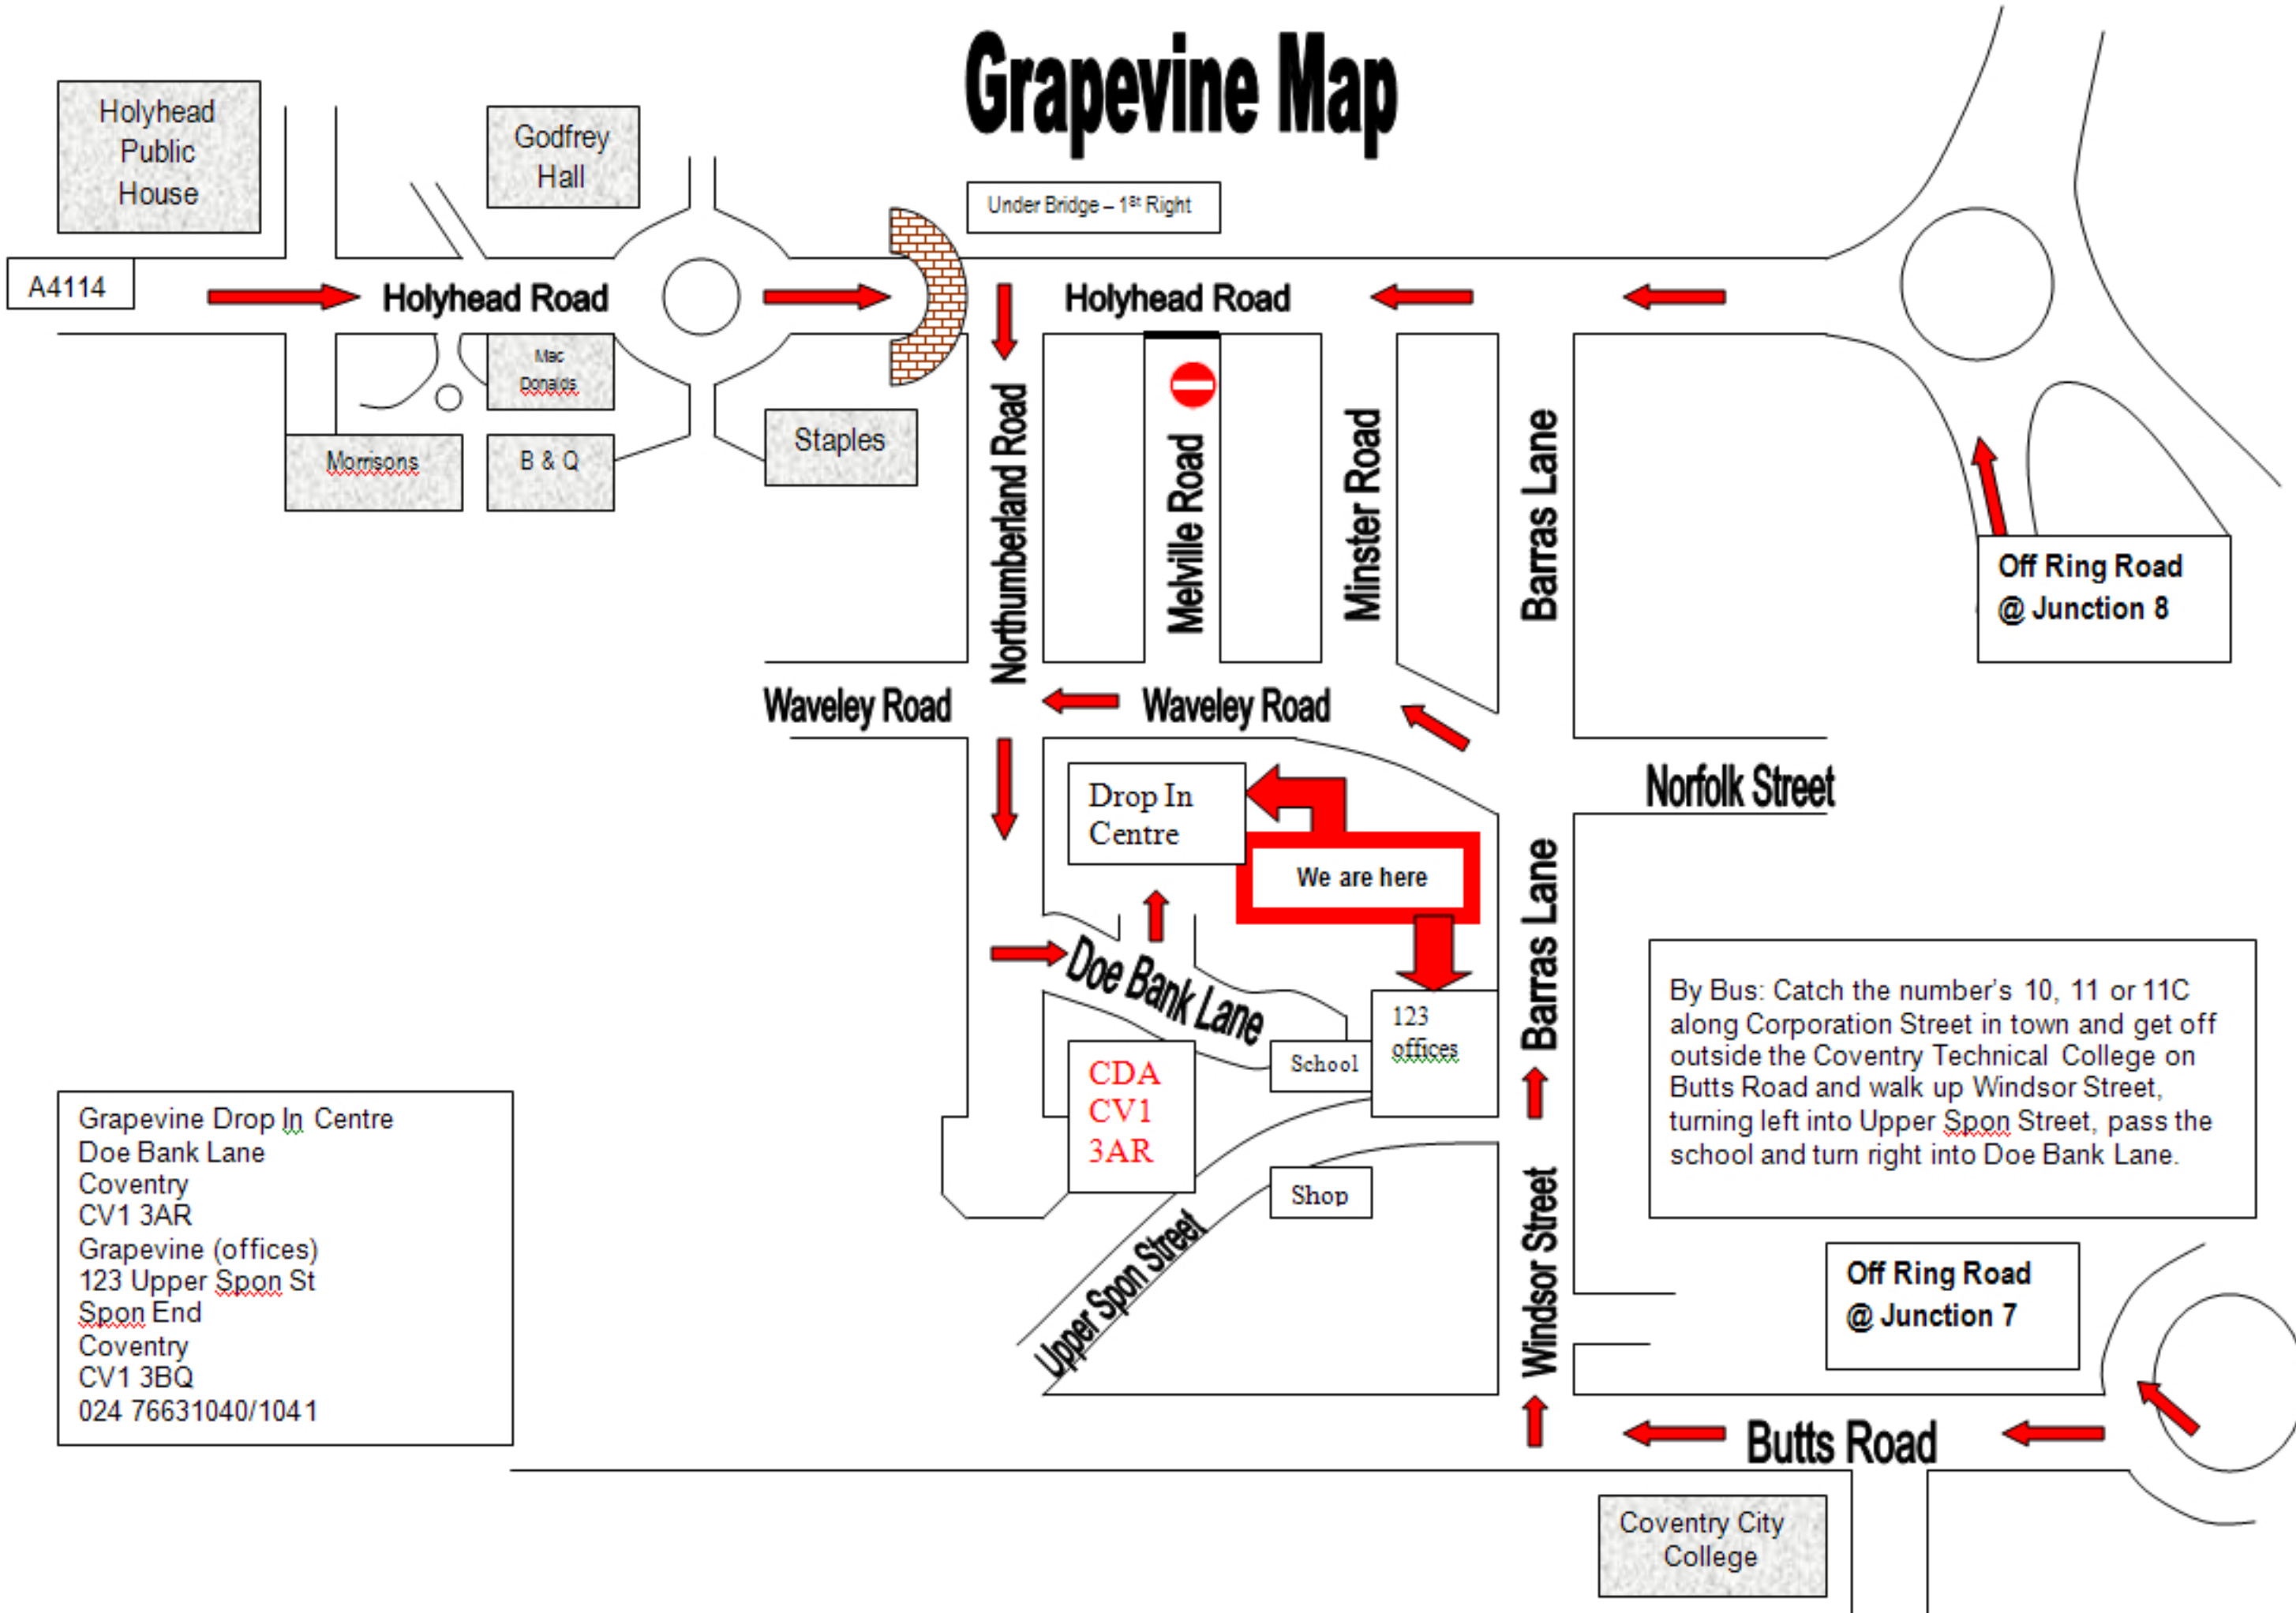 Grapevine Map
Holyhead
Public
House
Godfrey
Hall
Under Bridge – 1st Right
A4114
Holyhead Road
Holyhead Road
Mac
Donalds
Morrisons
B & Q
Staples
Northumberland Road
Melville Road
Minster Road
Barras Lane
Off Ring Road
@ Junction 8
Waveley Road
Waveley Road
Norfolk Street
Drop In
Centre
We are here
Barras Lane
Doe Bank Lane
123
offices
School
CDA
CV1
3AR
Shop
Upper Spon Street
Windsor Street
By Bus: Catch the number's 10, 11 or 11C
along Corporation Street in town and get off
outside the Coventry Technical College on
Butts Road and walk up Windsor Street,
turning left into Upper Spon Street, pass the
school and turn right into Doe Bank Lane.
Grapevine Drop In Centre
Doe Bank Lane
Coventry
CV1 3AR
Grapevine (offices)
123 Upper Spon St
Spon End
Coventry
CV1 3BQ
024 76631040/1041
Off Ring Road
@ Junction 7
Butts Road
Coventry City
College